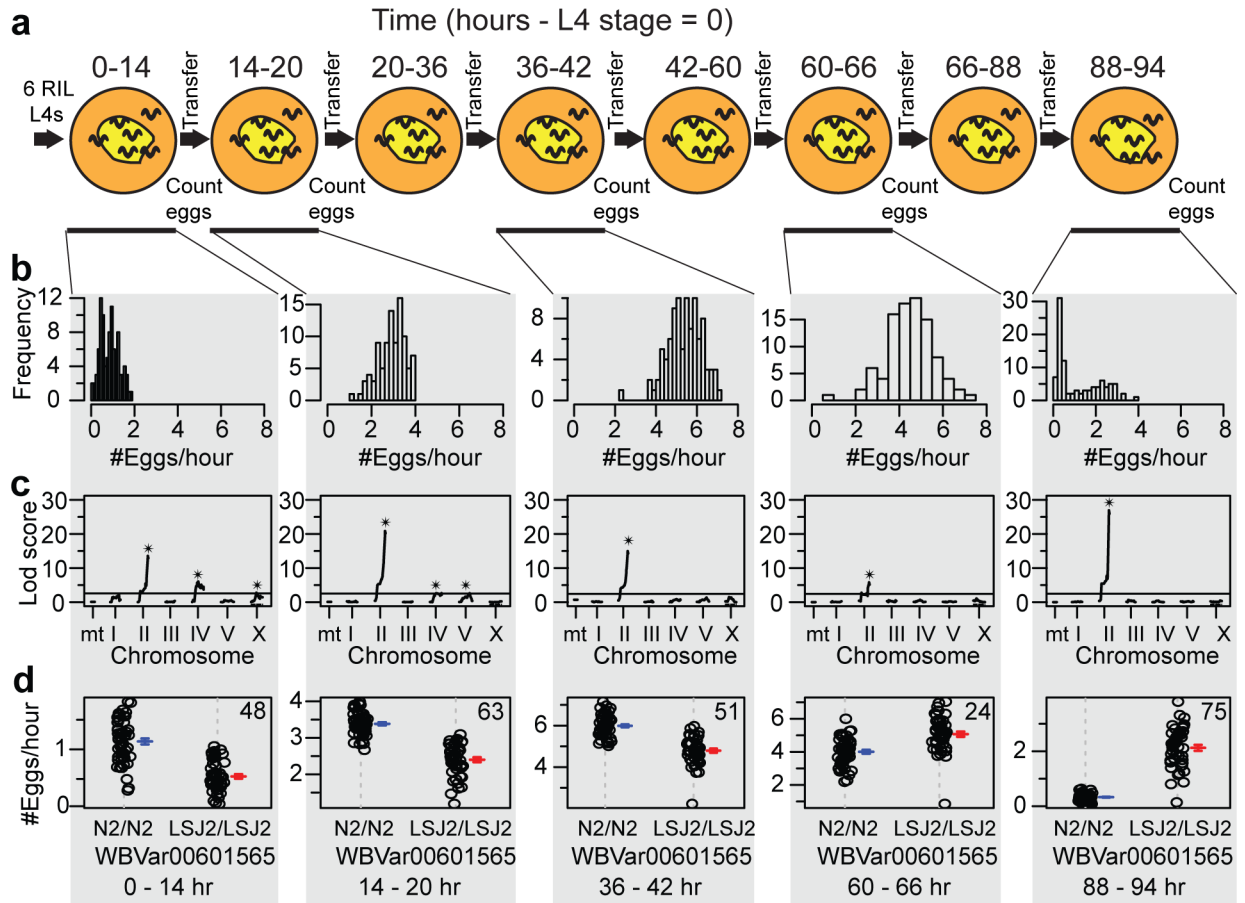 a
Time (hours - L4 stage = 0)
0-14 14-20 20-36 36-42 42-60 60-66 66-88 88-94
6 RIL
L4s
Transfer Transfer Transfer Transfer Transfer Transfer Transfer
Count eggs Count eggs Count eggs Count eggs Count eggs
b
Frequency
12 8 4 0
0 2 4 6 8
#Eggs/hour
15 10 5 0
0 2 4 6 8
#Eggs/hour
8 4 0
0 2 4 6 8
#Eggs/hour
15 10 5 0
0 2 4 6 8
#Eggs/hour
30 20 10 0
0 2 4 6 8
#Eggs/hour
c
Lod score
30 20 10 0
* * *
mt I II III IV V X
Chromosome
30 20 10 0
* * *
mt I II III IV V X
Chromosome
30 20 10 0
*
mt I II III IV V X
Chromosome
30 20 10 0
*
mt I II III IV V X
Chromosome
30 20 10 0
*
mt I II III IV V X
Chromosome
d
#Eggs/hour
1 0
48
N2/N2 LSJ2/LSJ2
WBVar00601565
0 - 14 hr
4 3 2
63
N2/N2 LSJ2/LSJ2
WBVar00601565
14 - 20 hr
6 4
51
N2/N2 LSJ2/LSJ2
WBVar00601565
36 - 42 hr
6 4 2
24
N2/N2 LSJ2/LSJ2
WBVar00601565
60 - 66 hr
2 0
75
N2/N2 LSJ2/LSJ2
WBVar00601565
88 - 94 hr